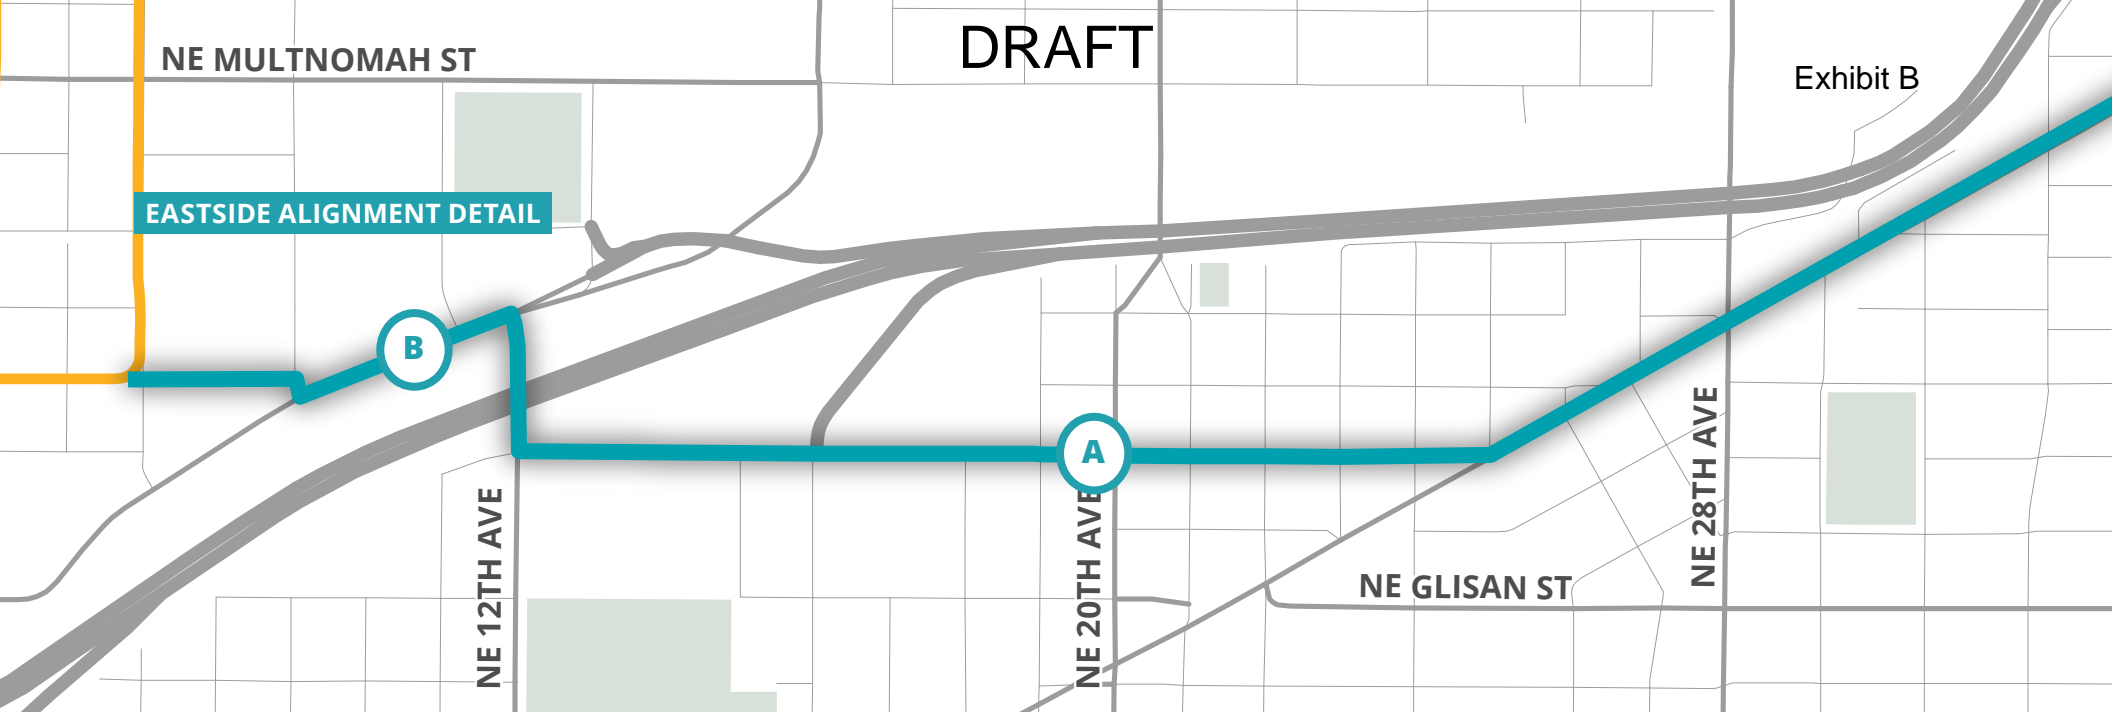 DRAFT
NE MULTNOMAH ST
Exhibit B
EASTSIDE ALIGNMENT DETAIL
B
A
NE 28TH AVE
NE 12TH AVE
NE 20TH AVE
NE GLISAN ST